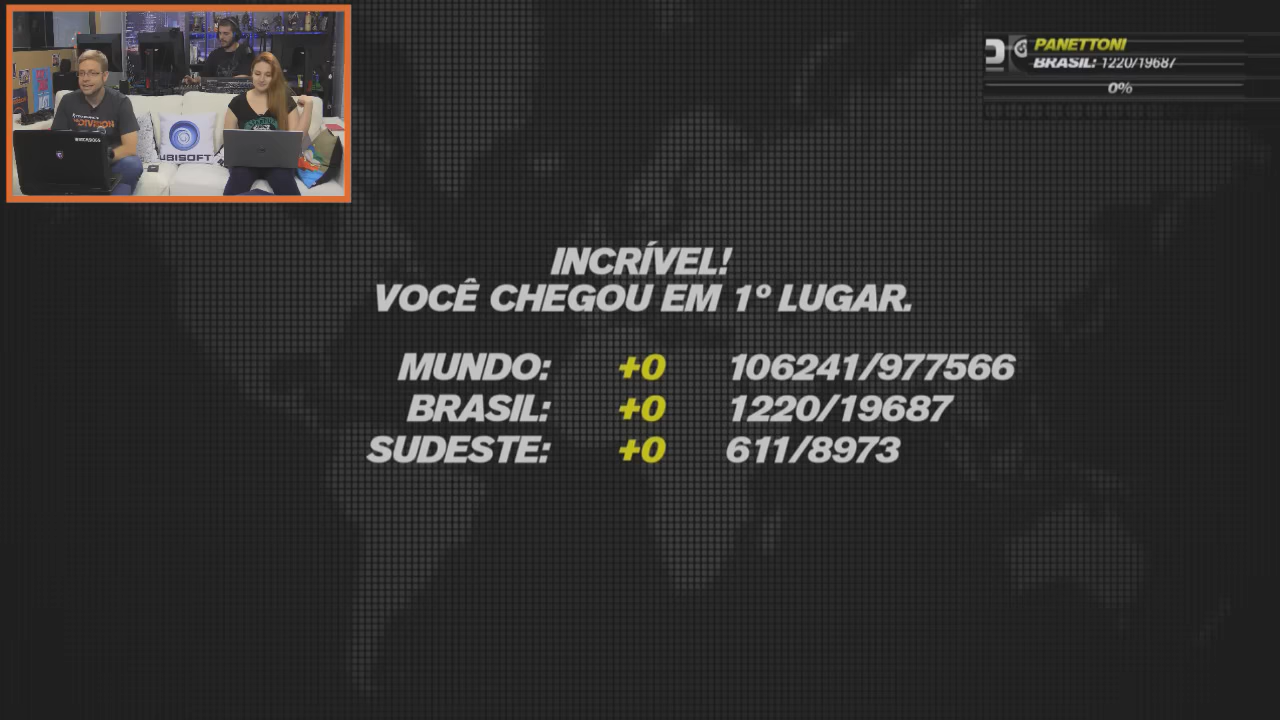 PANETTONI
BRASIL: 1220/19687
0%
DIVISION
UBISOFT
INCRÍVEL!
VOCÊ CHEGOU EM 1º LUGAR.
MUNDO: +0 106241/977566
BRASIL: +0 1220/19687
SUDESTE: +0 611/8973